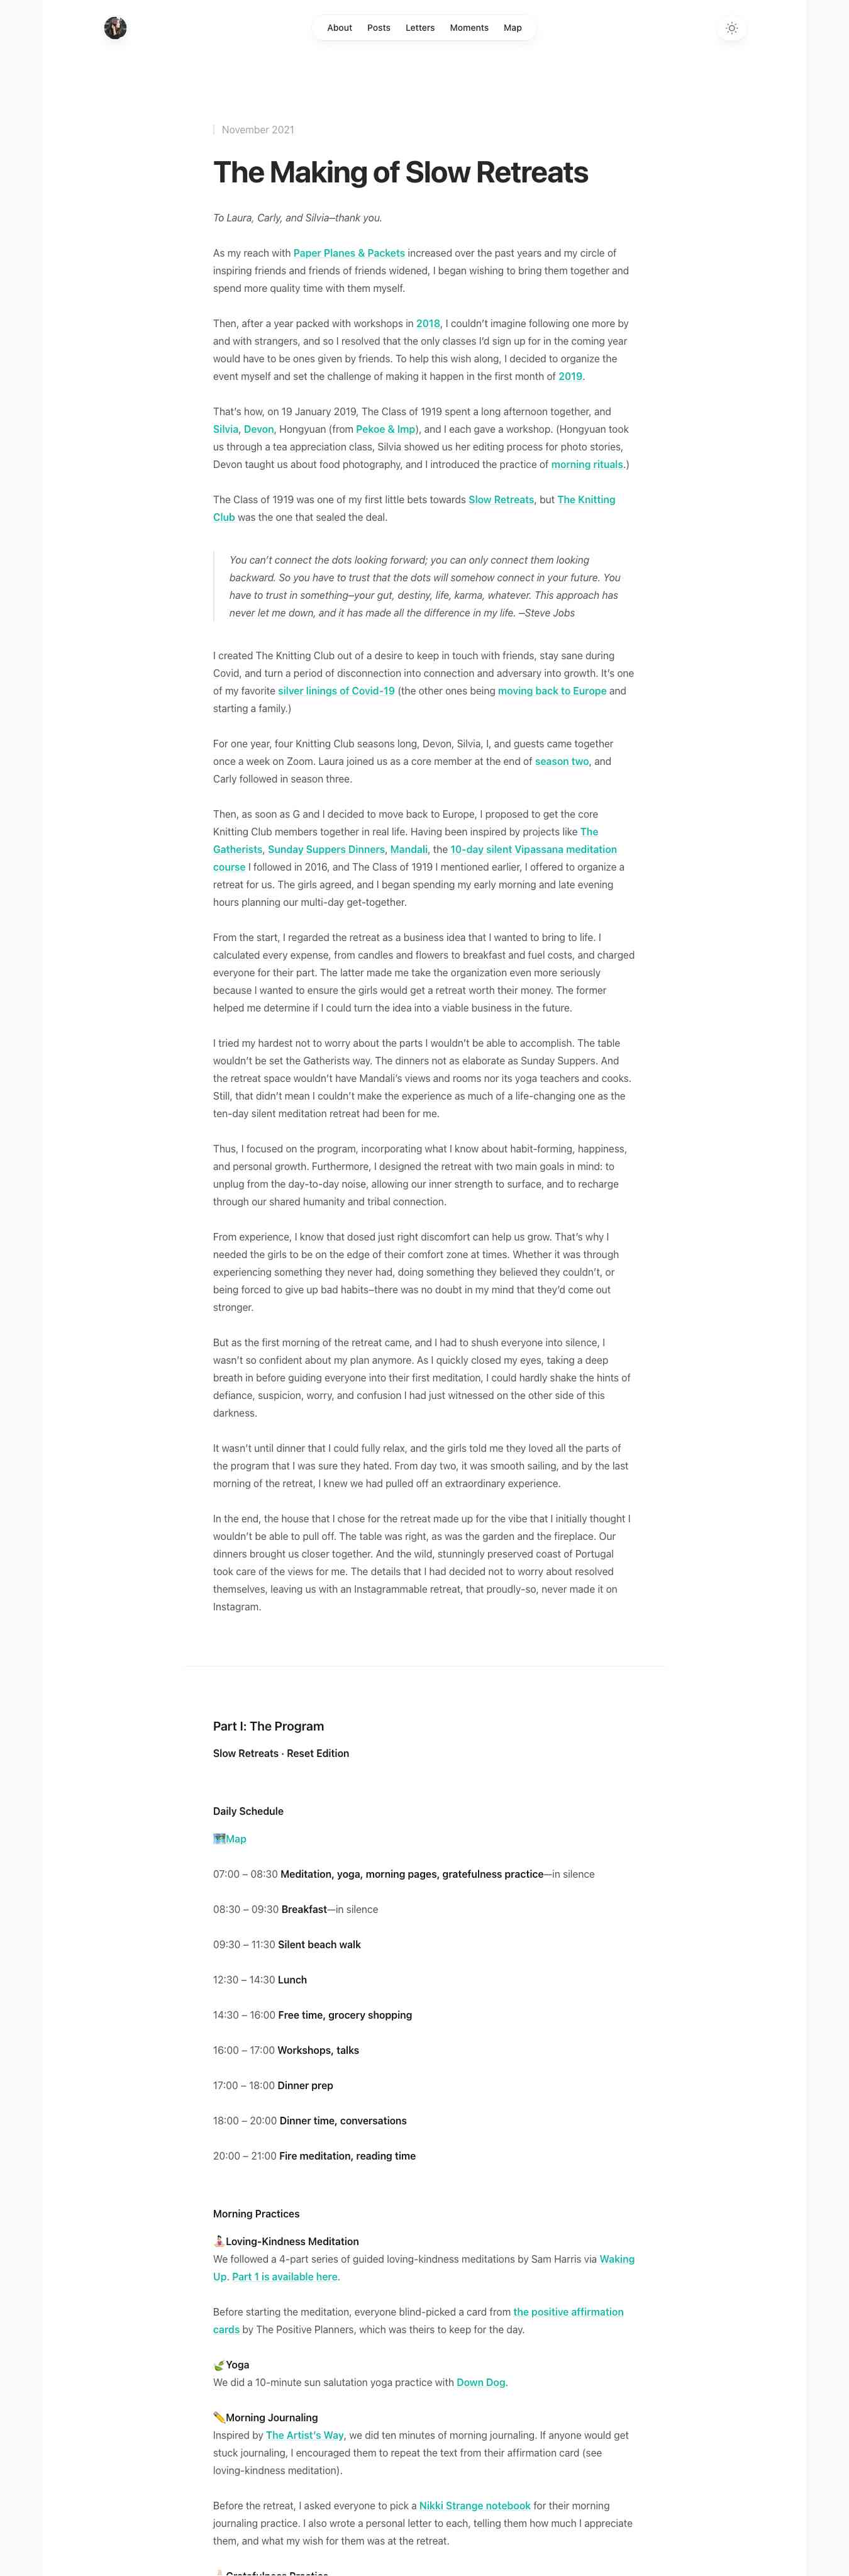 About Posts Letters Moments Map
November 2021
The Making of Slow Retreats
To Laura, Carly, and Silvia—thank you.
As my reach with Paper Planes & Packets increased over the past years and my circle of
inspiring friends and friends of friends widened, I began wishing to bring them together and
spend more quality time with them myself.
Then, after a year packed with workshops in 2018, I couldn't imagine following one more by
and with strangers, and so I resolved that the only classes I'd sign up for in the coming year
would have to be ones given by friends. To help this wish along, I decided to organize the
event myself and set the challenge of making it happen in the first month of 2019.
That's how, on 19 January 2019, The Class of 1919 spent a long afternoon together, and
Silvia, Devon, Hongyuan (from Pekoe & Imp), and I each gave a workshop. (Hongyuan took
us through a tea appreciation class, Silvia showed us her editing process for photo stories,
Devon taught us about food photography, and I introduced the practice of morning rituals.)
The Class of 1919 was one of my first little bets towards Slow Retreats, but The Knitting
Club was the one that sealed the deal.
You can't connect the dots looking forward; you can only connect them looking
backward. So you have to trust that the dots will somehow connect in your future. You
have to trust in something—your gut, destiny, life, karma, whatever. This approach has
never let me down, and it has made all the difference in my life. —Steve Jobs
I created The Knitting Club out of a desire to keep in touch with friends, stay sane during
Covid, and turn a period of disconnection into connection and adversary into growth. It's one
of my favorite silver linings of Covid-19 (the other ones being moving back to Europe and
starting a family.)
For one year, four Knitting Club seasons long, Devon, Silvia, I, and guests came together
once a week on Zoom. Laura joined us as a core member at the end of season two, and
Carly followed in season three.
Then, as soon as G and I decided to move back to Europe, I proposed to get the core
Knitting Club members together in real life. Having been inspired by projects like The
Gatherists, Sunday Suppers Dinners, Mandali, the 10-day silent Vipassana meditation
course I followed in 2016, and The Class of 1919 I mentioned earlier, I offered to organize a
retreat for us. The girls agreed, and I began spending my early morning and late evening
hours planning our multi-day get-together.
From the start, I regarded the retreat as a business idea that I wanted to bring to life. I
calculated every expense, from candles and flowers to breakfast and fuel costs, and charged
everyone for their part. The latter made me take the organization even more seriously
because I wanted to ensure the girls would get a retreat worth their money. The former
helped me determine if I could turn the idea into a viable business in the future.
I tried my hardest not to worry about the parts I wouldn't be able to accomplish. The table
wouldn't be set the Gatherists way. The dinners not as elaborate as Sunday Suppers. And
the retreat space wouldn't have Mandali's views and rooms nor its yoga teachers and cooks.
Still, that didn't mean I couldn't make the experience as much of a life-changing one as the
ten-day silent meditation retreat had been for me.
Thus, I focused on the program, incorporating what I know about habit-forming, happiness,
and personal growth. Furthermore, I designed the retreat with two main goals in mind: to
unplug from the day-to-day noise, allowing our inner strength to surface, and to recharge
through our shared humanity and tribal connection.
From experience, I know that dosed just right discomfort can help us grow. That's why I
needed the girls to be on the edge of their comfort zone at times. Whether it was through
experiencing something they never had, doing something they believed they couldn't, or
being forced to give up bad habits—there was no doubt in my mind that they'd come out
stronger.
But as the first morning of the retreat came, and I had to shush everyone into silence, I
wasn't so confident about my plan anymore. As I quickly closed my eyes, taking a deep
breath in before guiding everyone into their first meditation, I could hardly shake the hints of
defiance, suspicion, worry, and confusion I had just witnessed on the other side of this
darkness.
It wasn't until dinner that I could fully relax, and the girls told me they loved all the parts of
the program that I was sure they hated. From day two, it was smooth sailing, and by the last
morning of the retreat, I knew we had pulled off an extraordinary experience.
In the end, the house that I chose for the retreat made up for the vibe that I initially thought I
wouldn't be able to pull off. The table was right, as was the garden and the fireplace. Our
dinners brought us closer together. And the wild, stunningly preserved coast of Portugal
took care of the views for me. The details that I had decided not to worry about resolved
themselves, leaving us with an Instagrammable retreat, that proudly-so, never made it on
Instagram.
Part I: The Program
Slow Retreats · Reset Edition
Daily Schedule
🗺️Map
07:00 – 08:30 Meditation, yoga, morning pages, gratefulness practice—in silence
08:30 – 09:30 Breakfast—in silence
09:30 – 11:30 Silent beach walk
12:30 – 14:30 Lunch
14:30 – 16:00 Free time, grocery shopping
16:00 – 17:00 Workshops, talks
17:00 – 18:00 Dinner prep
18:00 – 20:00 Dinner time, conversations
20:00 – 21:00 Fire meditation, reading time
Morning Practices
Loving-Kindness Meditation
We followed a 4-part series of guided loving-kindness meditations by Sam Harris via Waking
Up. Part 1 is available here.
Before starting the meditation, everyone blind-picked a card from the positive affirmation
cards by The Positive Planners, which was theirs to keep for the day.
Yoga
We did a 10-minute sun salutation yoga practice with Down Dog.
✏️Morning Journaling
Inspired by The Artist's Way, we did ten minutes of morning journaling. If anyone would get
stuck journaling, I encouraged them to repeat the text from their affirmation card (see
loving-kindness meditation).
Before the retreat, I asked everyone to pick a Nikki Strange notebook for their morning
journaling practice. I also wrote a personal letter to each, telling them how much I appreciate
them, and what my wish for them was at the retreat.
Gratefulness Practice